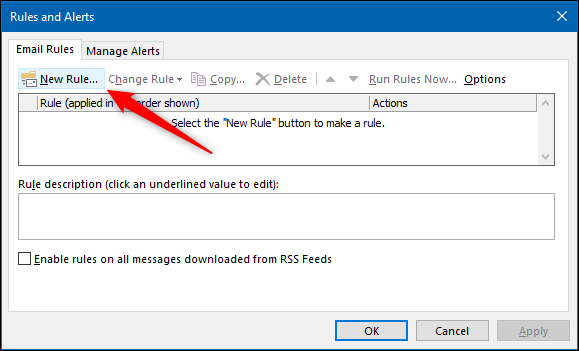 Rules and Alerts
Email Rules Manage Alerts
New Rule... Change Rule Copy... Delete Run Rules Now... Options
Rule (applied in order shown) Actions
Select the "New Rule" button to make a rule.
Rule description (click an underlined value to edit):
Enable rules on all messages downloaded from RSS Feeds
OK Cancel Apply